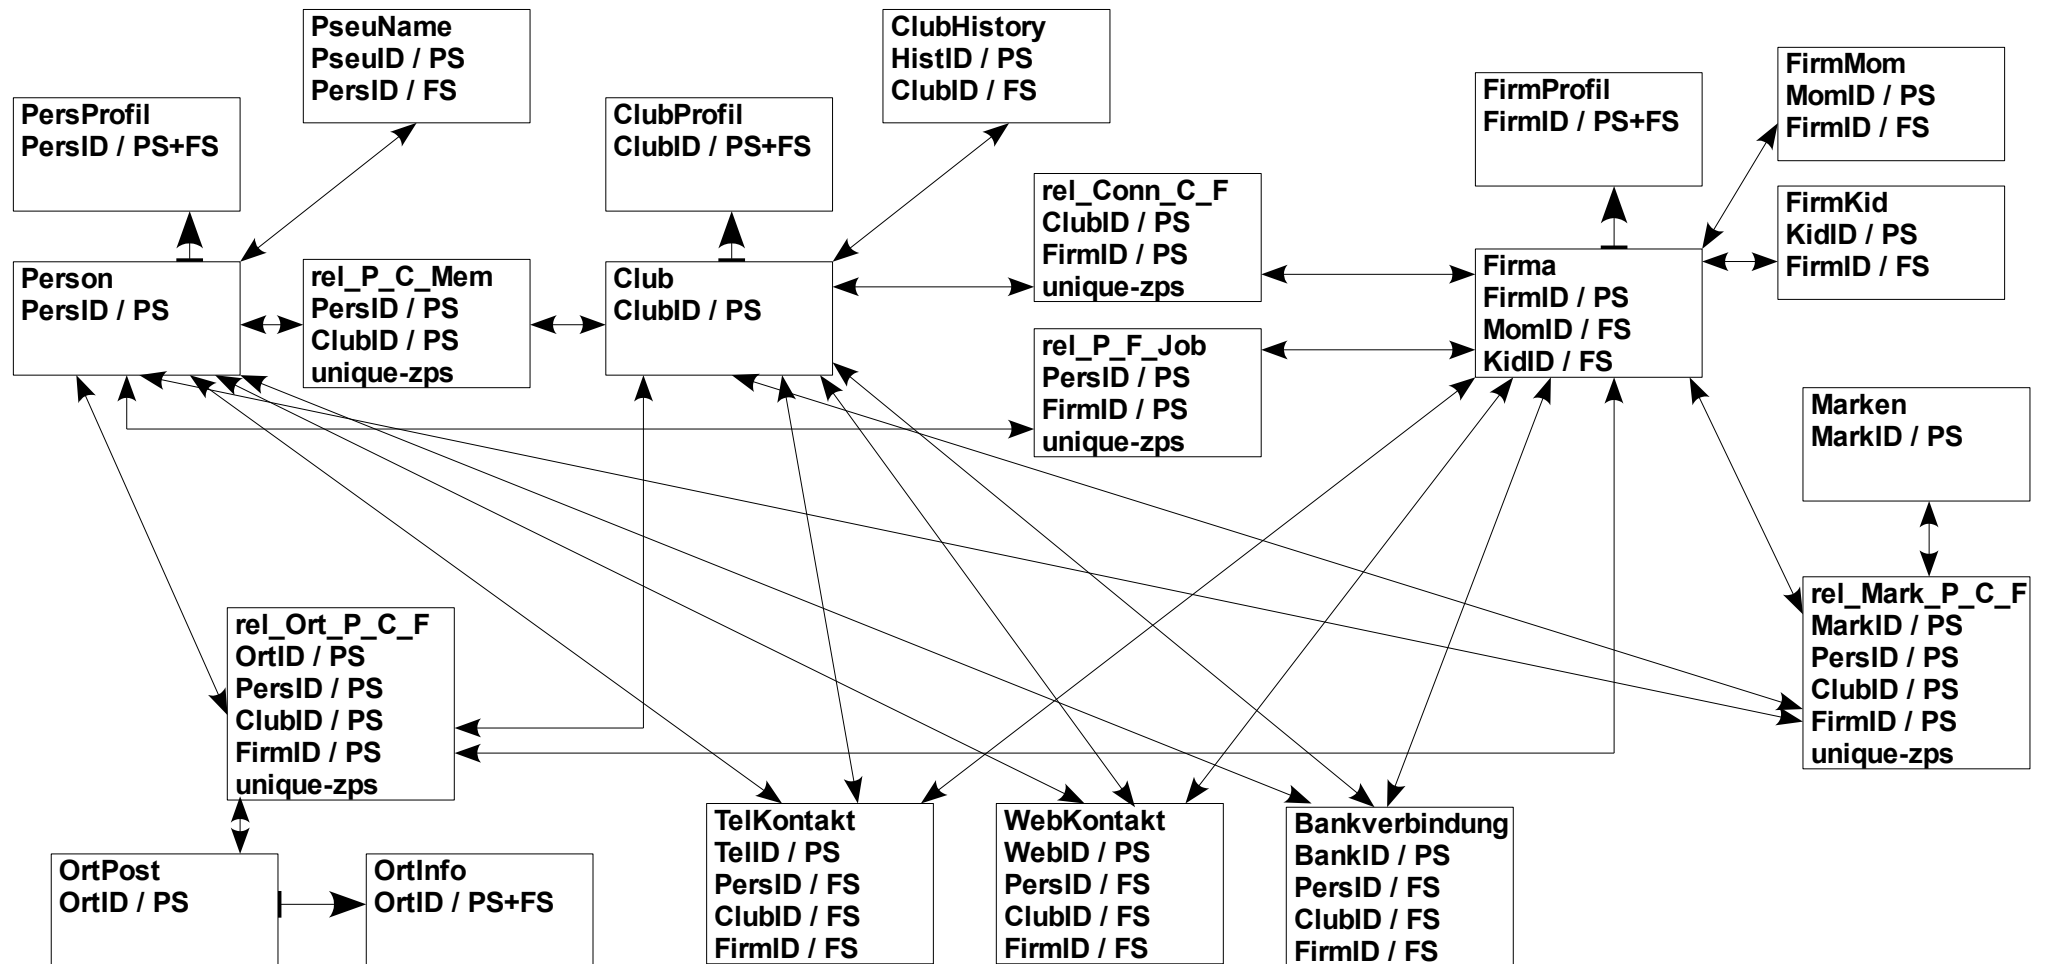 PseuName
PseuID / PS
PersID / FS
ClubHistory
HistID / PS
ClubID / FS
FirmMom
MomID / PS
FirmID / FS
PersProfil
PersID / PS+FS
ClubProfil
ClubID / PS+FS
FirmProfil
FirmID / PS+FS
rel_Conn_C_F
ClubID / PS
FirmID / PS
unique-zps
FirmKid
KidID / PS
FirmID / FS
Person
PersID / PS
rel_P_C_Mem
PersID / PS
ClubID / PS
unique-zps
Club
ClubID / PS
Firma
FirmID / PS
MomID / FS
KidID / FS
rel_P_F_Job
PersID / PS
FirmID / PS
unique-zps
Marken
MarkID / PS
rel_Ort_P_C_F
OrtID / PS
PersID / PS
ClubID / PS
FirmID / PS
unique-zps
rel_Mark_P_C_F
MarkID / PS
PersID / PS
ClubID / PS
FirmID / PS
unique-zps
OrtPost
OrtID / PS
OrtInfo
OrtID / PS+FS
TelKontakt
TelID / PS
PersID / FS
ClubID / FS
FirmID / FS
WebKontakt
WebID / PS
PersID / FS
ClubID / FS
FirmID / FS
Bankverbindung
BankID / PS
PersID / FS
ClubID / FS
FirmID / FS